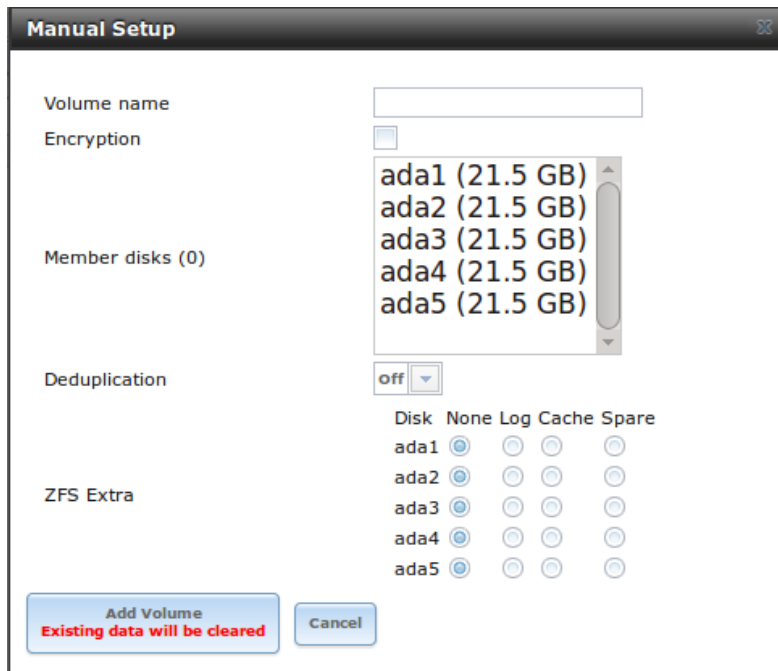 Manual Setup
Volume name
Encryption
Member disks (0)
ada1 (21.5 GB)
ada2 (21.5 GB)
ada3 (21.5 GB)
ada4 (21.5 GB)
ada5 (21.5 GB)
Deduplication
Off
ZFS Extra
Disk None Log Cache Spare
ada1
ada2
ada3
ada4
ada5
Add Volume
Existing data will be cleared
Cancel